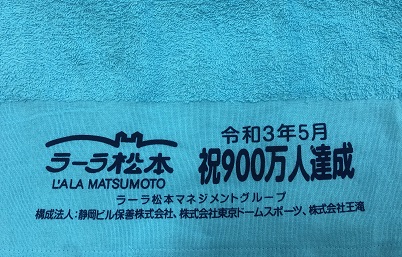 ラーラ松本
L'ALA MATSUMOTO
令和3年5月
祝900万人達成
ラーラ松本マネジメントグループ
構成法人：静岡ビル保善株式会社、株式会社東京ドームスポーツ、株式会社王滝